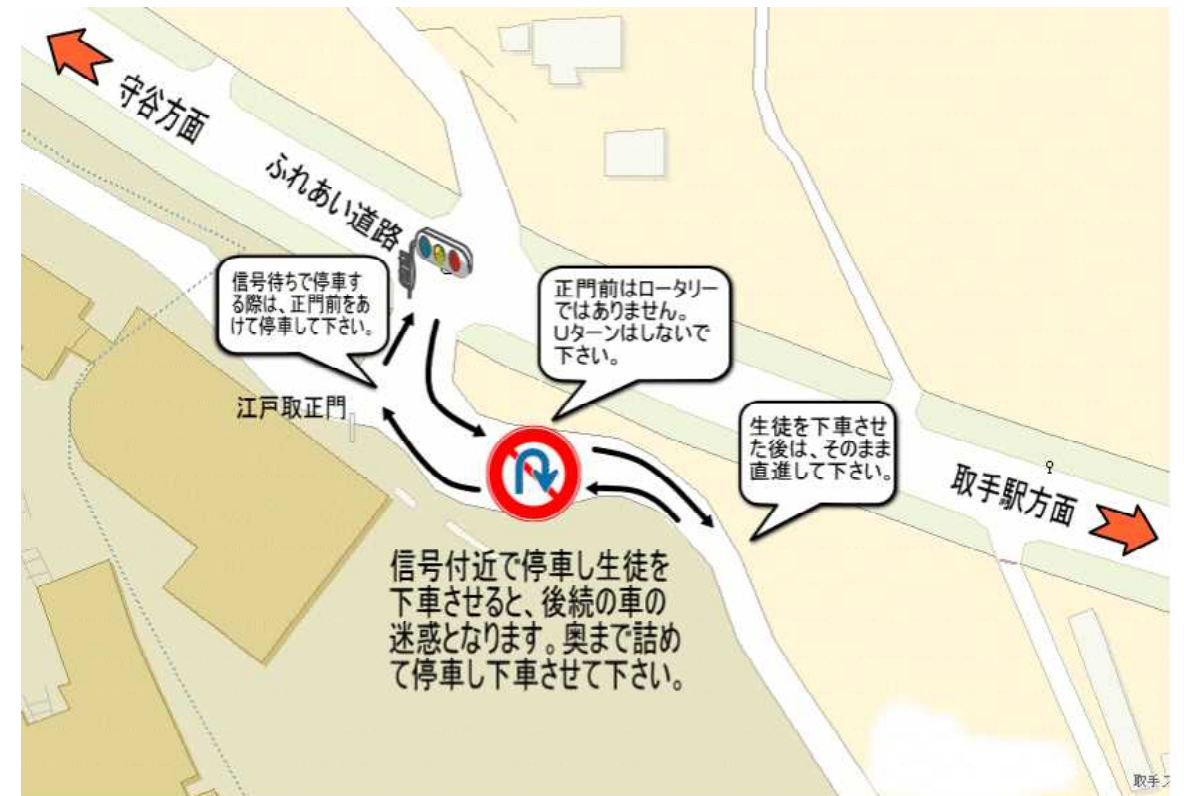 守谷方面
ふれあい道路
信号待ちで停車す
る際は、正門前をあ
けて停車して下さい。
正門前はロータリー
ではありません。
Uターンはしないで
下さい。
江戸取正門
生徒を下車させ
た後は、そのまま
直進して下さい。
取手駅方面
信号付近で停車し生徒を
下車させると、後続の車の
迷惑となります。奥まで詰め
て停車し下車させて下さい。
取手ス